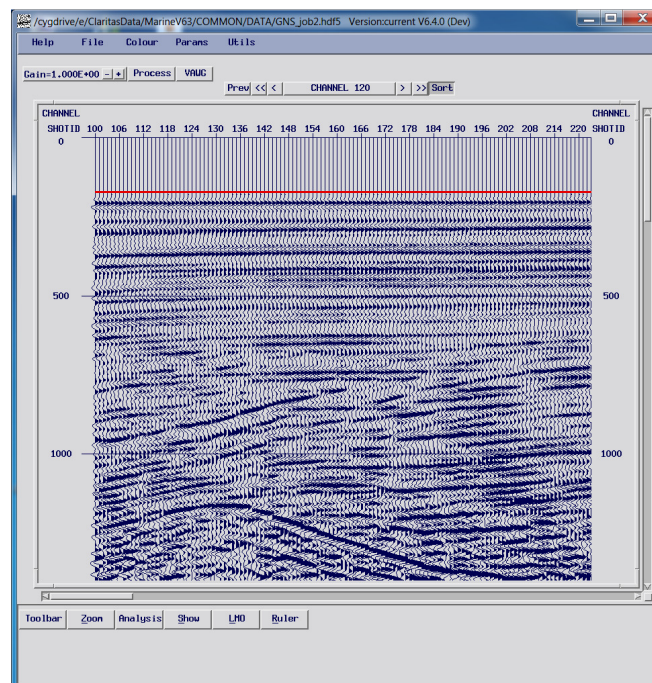 /cygdrive/e/ClaritasData/MarineV63/COMMON/DATA/GNS_job2.hdf5 Version:current V6.4.0 (Dev)
Help File Colour Params Utils
Gain=1.000E+00 - + Process VAWG
Prev << < CHANNEL 120 > >> Sort
CHANNEL CHANNEL
SHOTID 100 106 112 118 124 130 136 142 148 154 160 166 172 178 184 190 196 202 208 214 220 SHOTID
0 0
500 500
1000 1000
Toolbar Zoom Analysis Show LMO Ruler